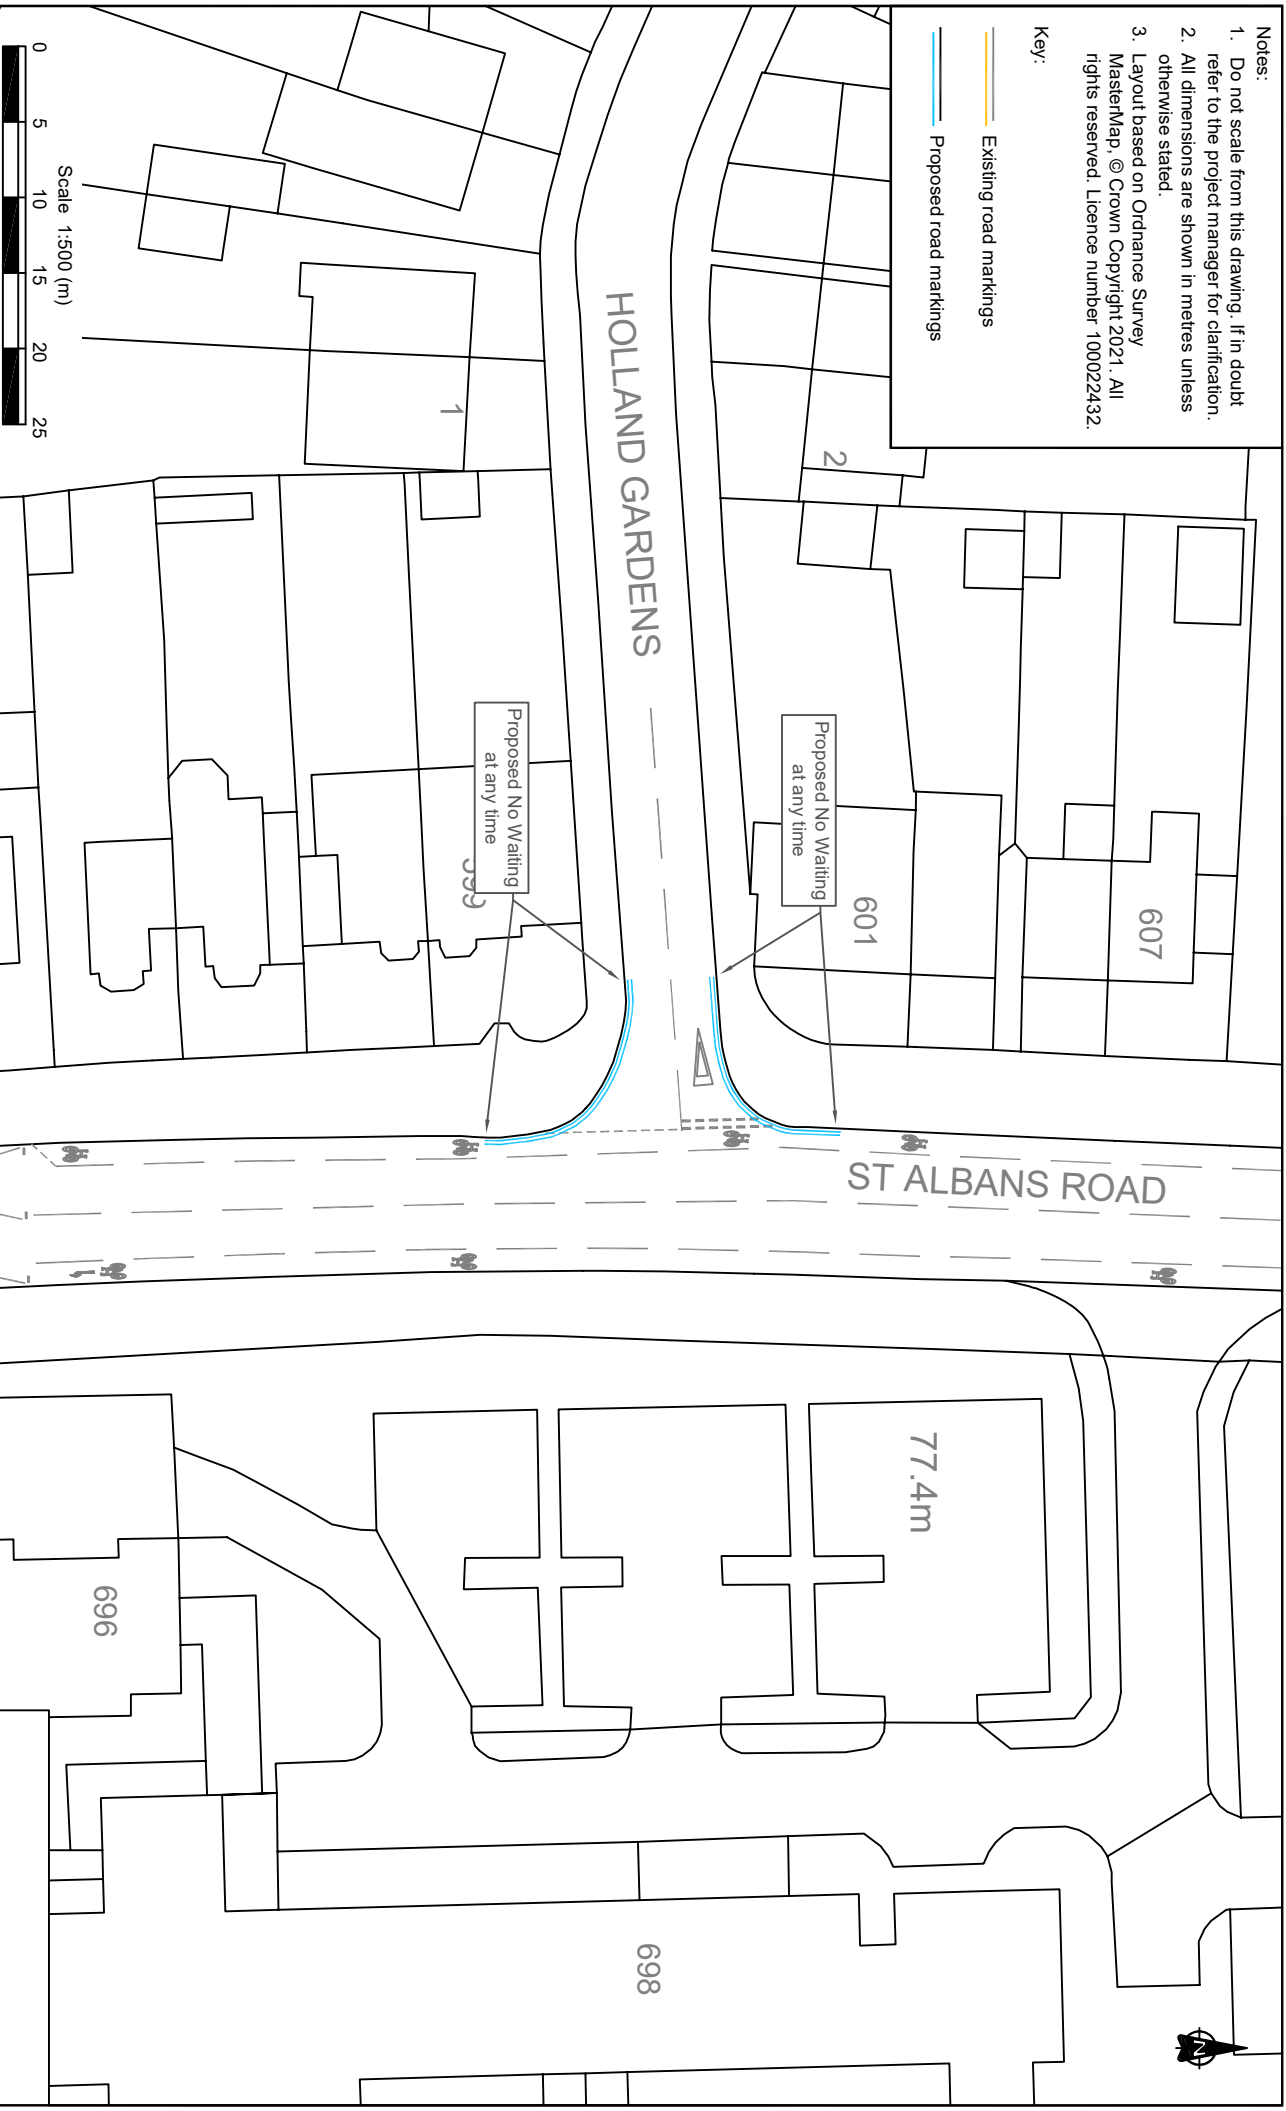 Notes:
1. Do not scale from this drawing. If in doubt
refer to the project manager for clarification.
2. All dimensions are shown in metres unless
otherwise stated.
3. Layout based on Ordnance Survey
MasterMap, © Crown Copyright 2021. All
rights reserved. Licence number 100022432.
Key:
Existing road markings
Proposed road markings
2
607
601
Proposed No Waiting
at any time
ST ALBANS ROAD
77.4m
HOLLAND GARDENS
Proposed No Waiting
at any time
599
1
698
696
N
Scale 1:500 (m)
0 5 10 15 20 25